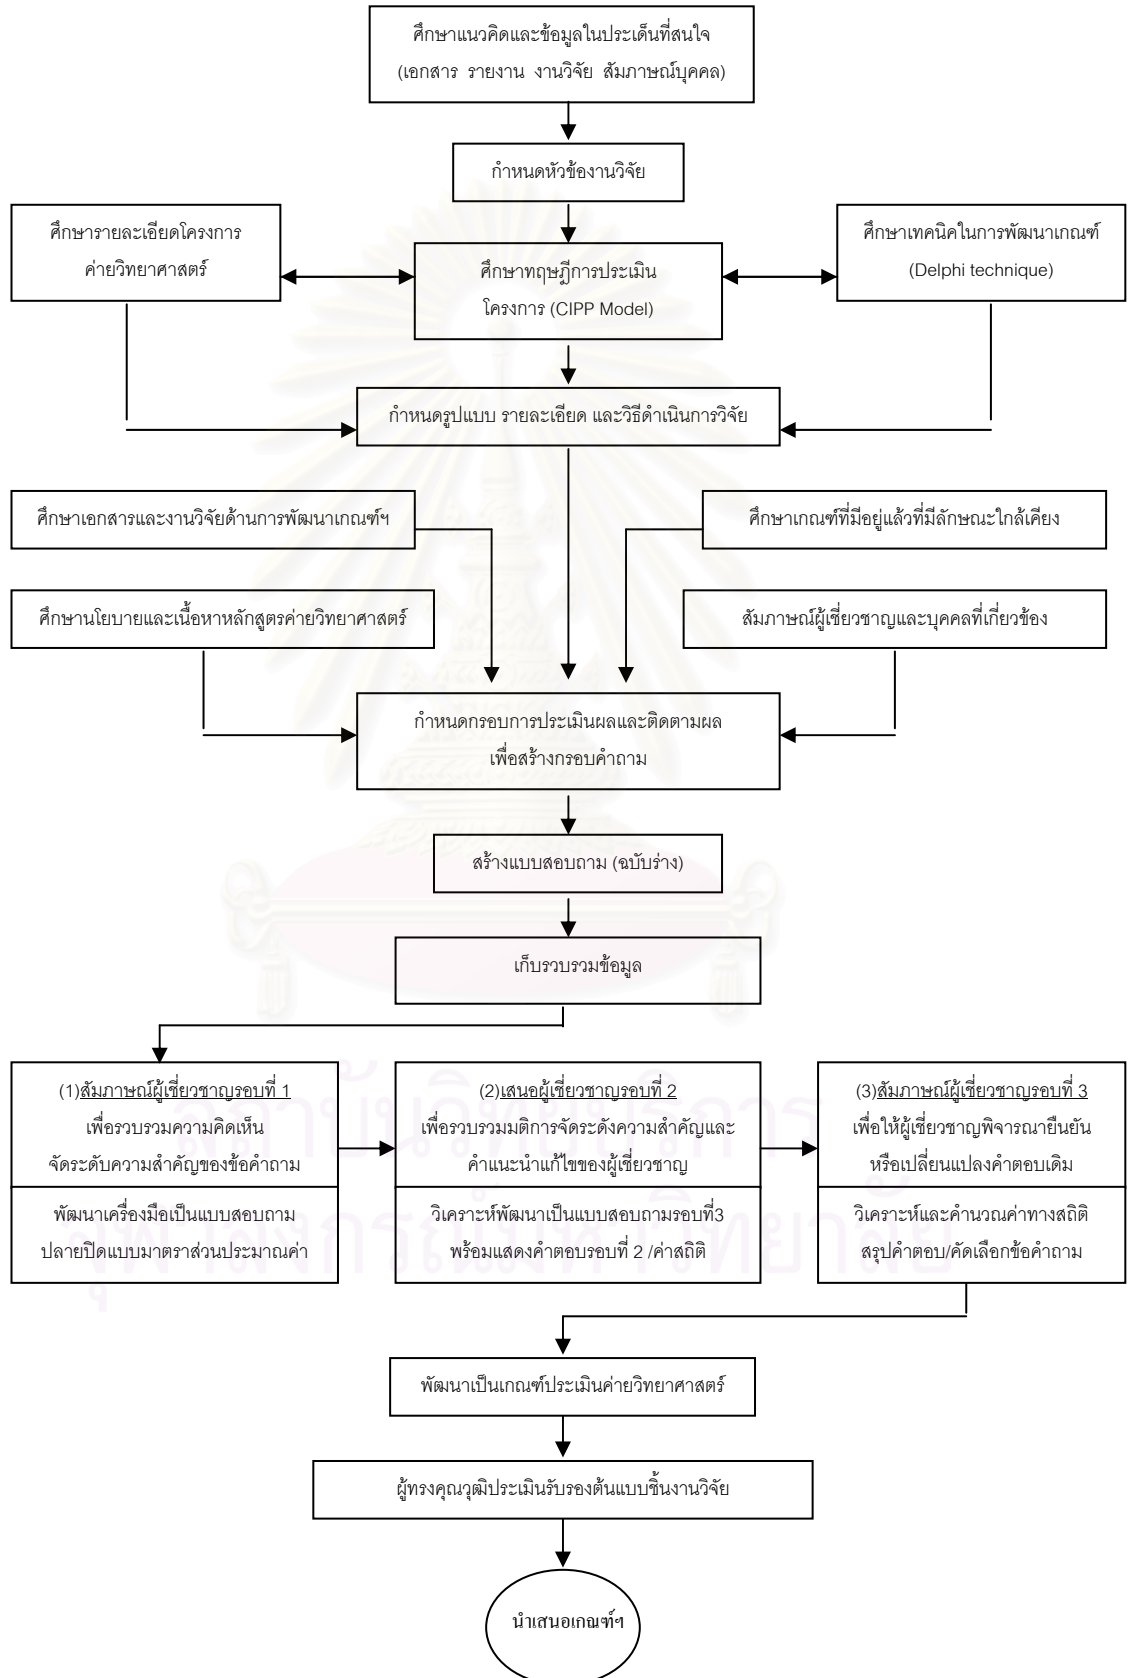 ศึกษาแนวคิดและข้อมูลในประเด็นที่สนใจ
(เอกสาร รายงาน งานวิจัย สัมภาษณ์บุคคล)
กำหนดหัวข้องานวิจัย
ศึกษารายละเอียดโครงการ
ค่ายวิทยาศาสตร์
ศึกษาทฤษฎีการประเมิน
โครงการ (CIPP Model)
ศึกษาเทคนิคในการพัฒนาเกณฑ์
(Delphi technique)
กำหนดรูปแบบ รายละเอียด และวิธีดำเนินการวิจัย
ศึกษาเอกสารและงานวิจัยด้านการพัฒนาเกณฑ์ฯ
ศึกษาเกณฑ์ที่มีอยู่แล้วที่มีลักษณะใกล้เคียง
ศึกษานโยบายและเนื้อหาหลักสูตรค่ายวิทยาศาสตร์
สัมภาษณ์ผู้เชี่ยวชาญและบุคคลที่เกี่ยวข้อง
กำหนดกรอบการประเมินผลและติดตามผล
เพื่อสร้างกรอบคำถาม
สร้างแบบสอบถาม (ฉบับร่าง)
เก็บรวบรวมข้อมูล
(1)สัมภาษณ์ผู้เชี่ยวชาญรอบที่ 1
เพื่อรวบรวมความคิดเห็น
จัดระดับความสำคัญของข้อคำถาม
พัฒนาเครื่องมือเป็นแบบสอบถาม
ปลายปิดแบบมาตราส่วนประมาณค่า
(2)เสนอผู้เชี่ยวชาญรอบที่ 2
เพื่อรวบรวมมติการจัดระดังความสำคัญและ
คำแนะนำแก้ไขของผู้เชี่ยวชาญ
วิเคราะห์พัฒนาเป็นแบบสอบถามรอบที่3
พร้อมแสดงคำตอบรอบที่ 2 /ค่าสถิติ
(3)สัมภาษณ์ผู้เชี่ยวชาญรอบที่ 3
เพื่อให้ผู้เชี่ยวชาญพิจารณายืนยัน
หรือเปลี่ยนแปลงคำตอบเดิม
วิเคราะห์และคำนวณค่าทางสถิติ
สรุปคำตอบ/คัดเลือกข้อคำถาม
สถาบันวิทยบริการ
จุฬาลงกรณ์มหาวิทยาลัย
พัฒนาเป็นเกณฑ์ประเมินค่ายวิทยาศาสตร์
ผู้ทรงคุณวุฒิประเมินรับรองต้นแบบชิ้นงานวิจัย
นำเสนอเกณฑ์ฯ